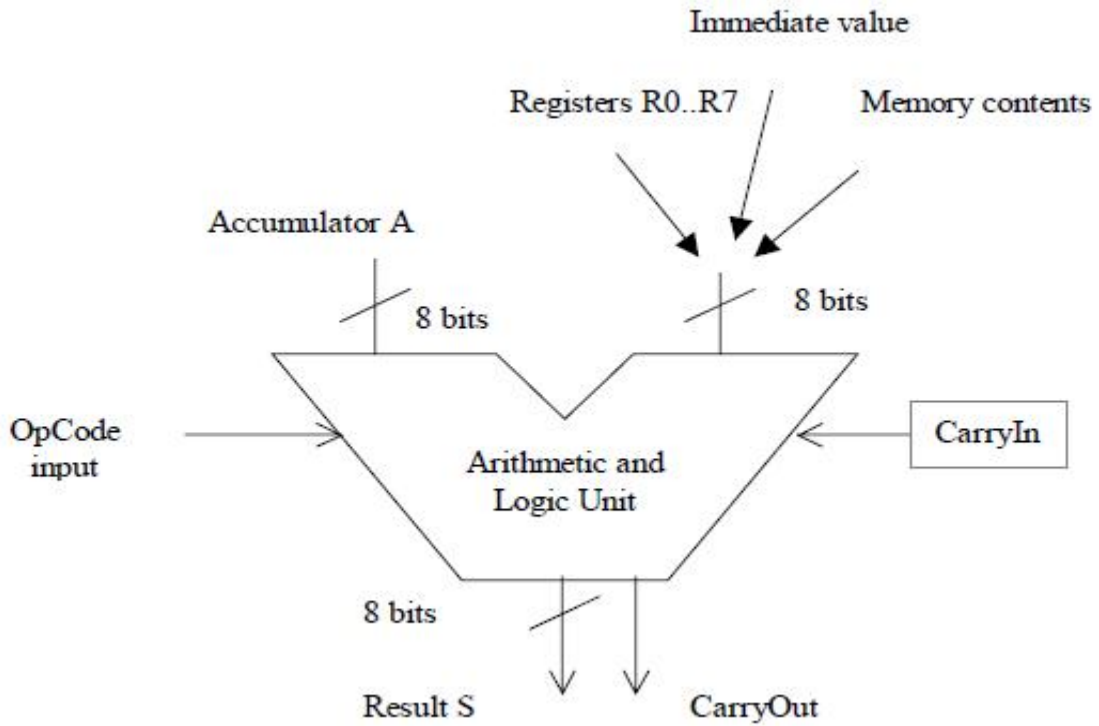 Immediate value
Registers R0..R7
Memory contents
Accumulator A
8 bits
8 bits
OpCode
input
CarryIn
Arithmetic and
Logic Unit
8 bits
Result S
CarryOut